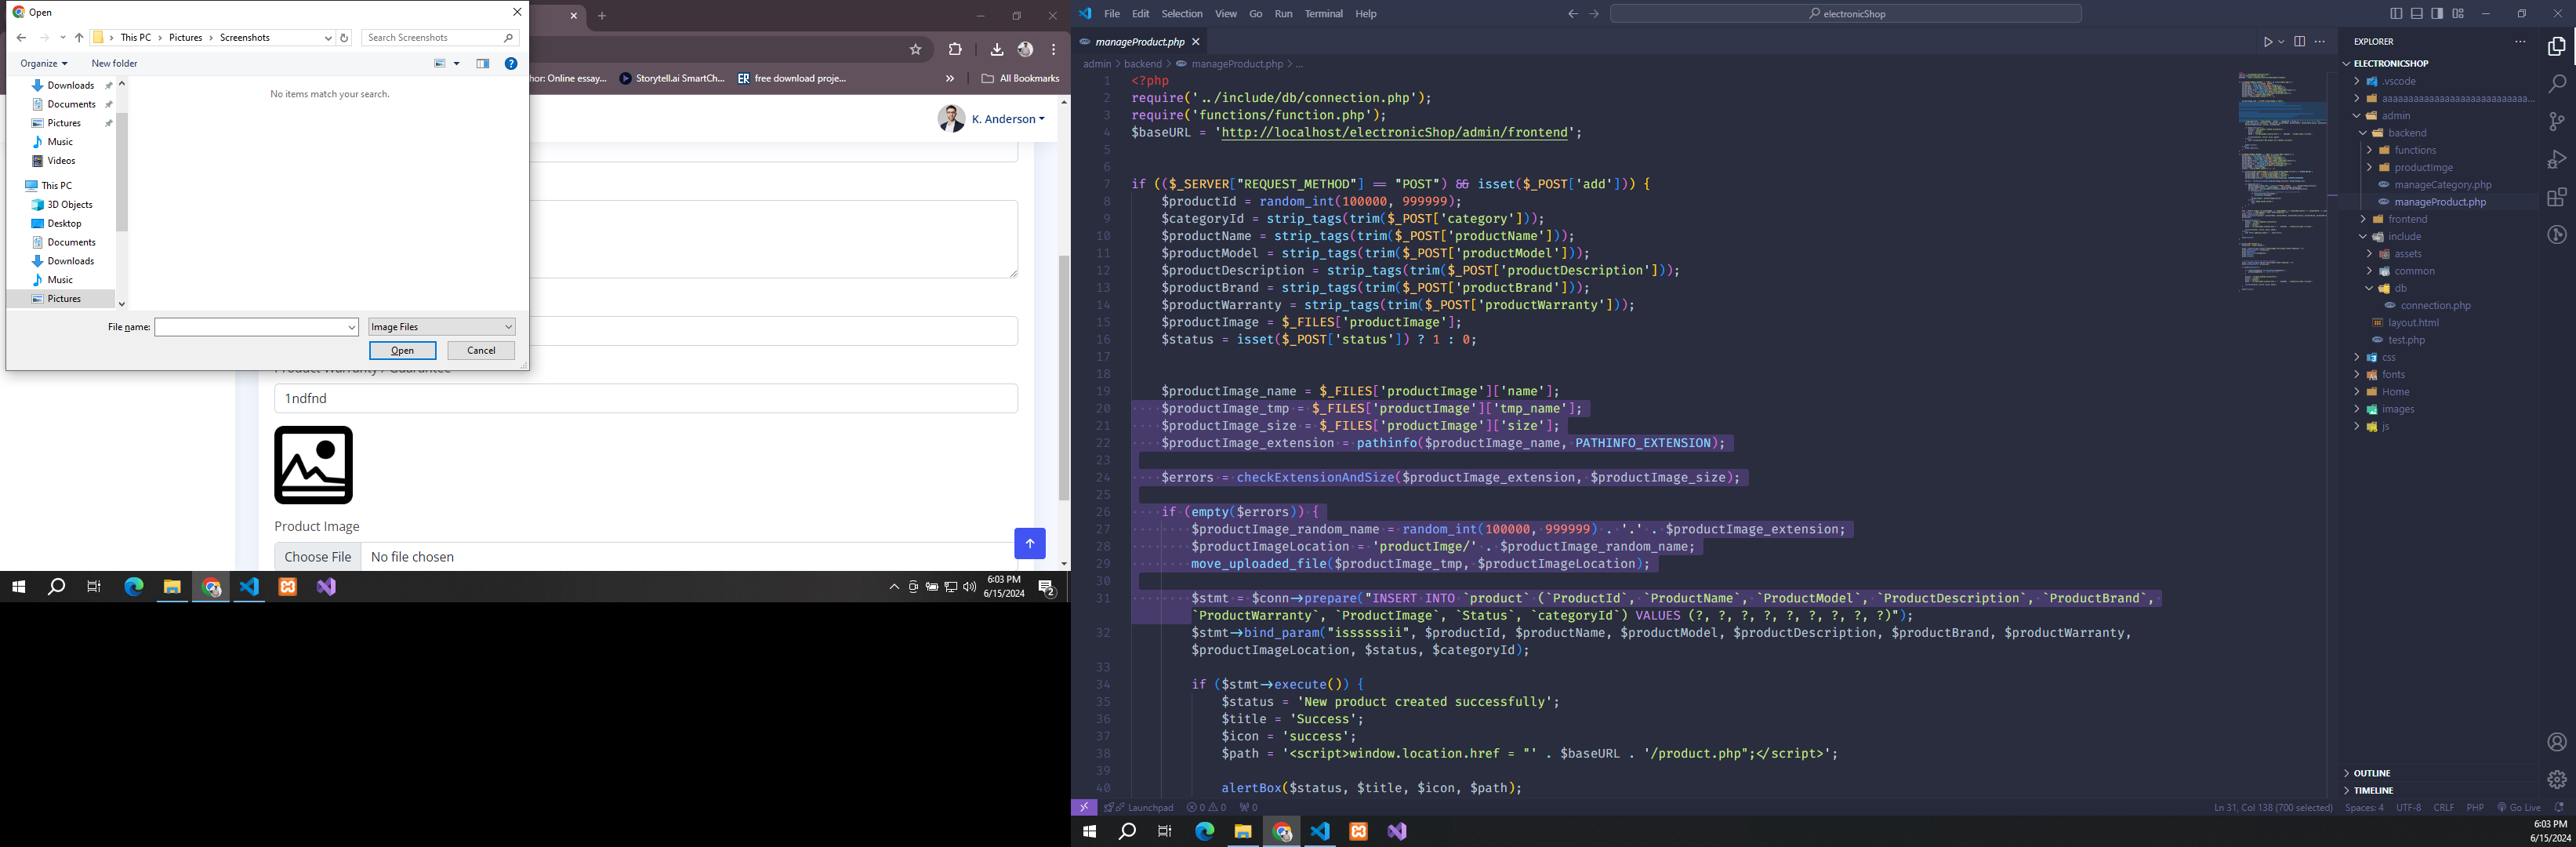 Open
This PC > Pictures > Screenshots
Search Screenshots
Organize
New folder
Downloads
Documents
Pictures
Music
Videos
This PC
3D Objects
Desktop
Documents
Downloads
Music
Pictures
No items match your search.
File name:
Image Files
Open
Cancel
hor: Online essay...
Storytell.ai SmartCh...
ER free download proje...
All Bookmarks
K. Anderson
1ndfnd
Product Image
Choose File
No file chosen
6:03 PM
6/15/2024
2
File
Edit
Selection
View
Go
Run
Terminal
Help
electronicShop
manageProduct.php
admin > backend > manageProduct.php > ...
1 <?php
2 require('../include/db/connection.php');
3 require('functions/function.php');
4 $baseURL = 'http://localhost/electronicShop/admin/frontend';
5
6
7 if (($_SERVER["REQUEST_METHOD"] == "POST") && isset($_POST['add'])) {
8 $productId = random_int(100000, 999999);
9 $categoryId = strip_tags(trim($_POST['category']));
10 $productName = strip_tags(trim($_POST['productName']));
11 $productModel = strip_tags(trim($_POST['productModel']));
12 $productDescription = strip_tags(trim($_POST['productDescription']));
13 $productBrand = strip_tags(trim($_POST['productBrand']));
14 $productWarranty = strip_tags(trim($_POST['productWarranty']));
15 $productImage = $_FILES['productImage'];
16 $status = isset($_POST['status']) ? 1 : 0;
17
18
19 $productImage_name = $_FILES['productImage']['name'];
20 $productImage_tmp = $_FILES['productImage']['tmp_name'];
21 $productImage_size = $_FILES['productImage']['size'];
22 $productImage_extension = pathinfo($productImage_name, PATHINFO_EXTENSION);
23
24 $errors = checkExtensionAndSize($productImage_extension, $productImage_size);
25
26 if (empty($errors)) {
27 $productImage_random_name = random_int(100000, 999999) . '.' . $productImage_extension;
28 $productImageLocation = 'productImge/' . $productImage_random_name;
29 move_uploaded_file($productImage_tmp, $productImageLocation);
30
31 $stmt = $conn->prepare("INSERT INTO `product` (`ProductId`, `ProductName`, `ProductModel`, `ProductDescription`, `ProductBrand`,
`ProductWarranty`, `ProductImage`, `Status`, `categoryId`) VALUES (?, ?, ?, ?, ?, ?, ?, ?, ?)");
32 $stmt->bind_param("issssssii", $productId, $productName, $productModel, $productDescription, $productBrand, $productWarranty,
$productImageLocation, $status, $categoryId);
33
34 if ($stmt->execute()) {
35 $status = 'New product created successfully';
36 $title = 'Success';
37 $icon = 'success';
38 $path = '<script>window.location.href = "' . $baseURL . '/product.php";</script>';
39
40 alertBox($status, $title, $icon, $path);
EXPLORER
ELECTRONICSHOP
.vscode
admin
backend
functions
productImge
manageCategory.php
manageProduct.php
frontend
include
assets
common
db
connection.php
layout.html
test.php
css
fonts
Home
images
js
OUTLINE
TIMELINE
Launchpad
0
0
0
Ln 31, Col 138 (700 selected)
Spaces: 4
UTF-8
CRLF
PHP
Go Live
6:03 PM
6/15/2024